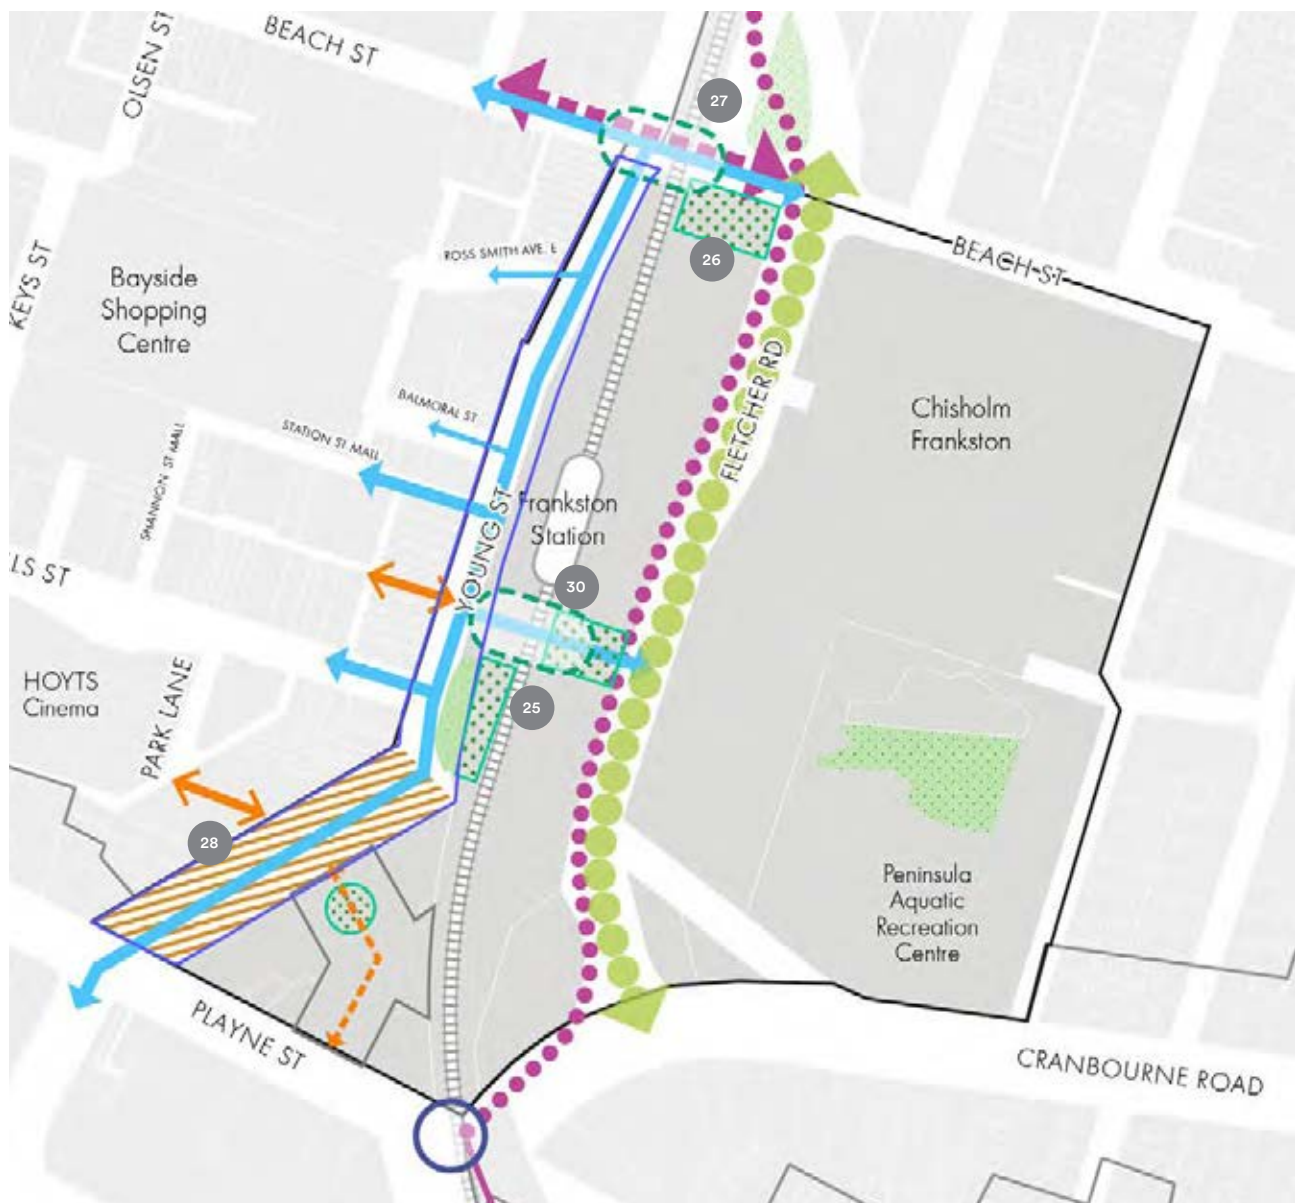 BEACH ST
OLSEN ST
27
ROSS SMITH AVE. E
26
BEACH ST
KEYS ST
Bayside
Shopping
Centre
FLETCHER RD
Chisholm
Frankston
BALMORAL ST
STATION ST MALL
SHANNON ST MALL
YOUNG ST
Frankston
Station
30
LS ST
HOYTS
Cinema
PARK LANE
25
28
Peninsula
Aquatic
Recreation
Centre
PLAYNE ST
CRANBOURNE ROAD